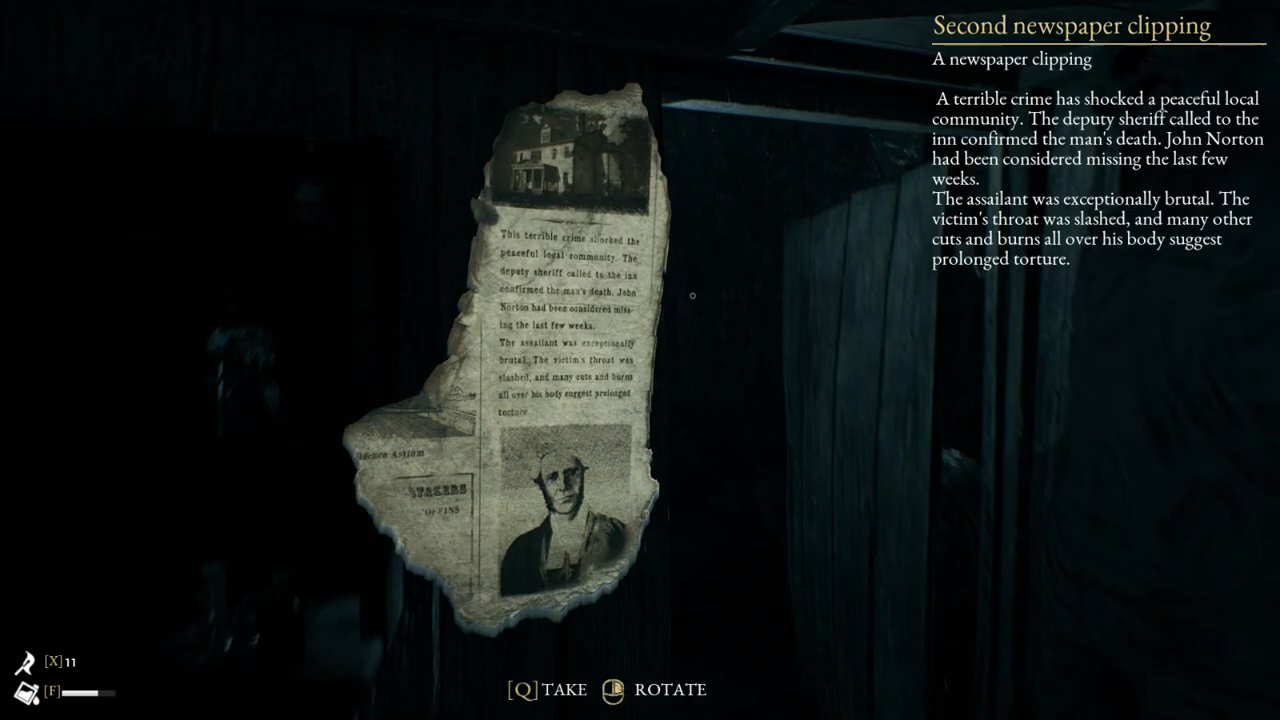 Second newspaper clipping
A newspaper clipping
A terrible crime has shocked a peaceful local
community. The deputy sheriff called to the
inn confirmed the man's death. John Norton
had been considered missing the last few
weeks.
The assailant was exceptionally brutal. The
victim's throat was slashed, and many other
cuts and burns all over his body suggest
prolonged torture.
This terrible crime shocked the
peaceful local community. The
deputy sheriff called to the inn
confirmed the man's death. John
Norton had been considered miss-
ing the last few weeks.
The assailant was exceptionally
brutal. The victim's throat was
slashed, and many cuts and burns
all over his body suggest prolonged
torture.
idence Asylum
TAKERS
OFFINS
[X] 11
[F]
[Q] TAKE ROTATE